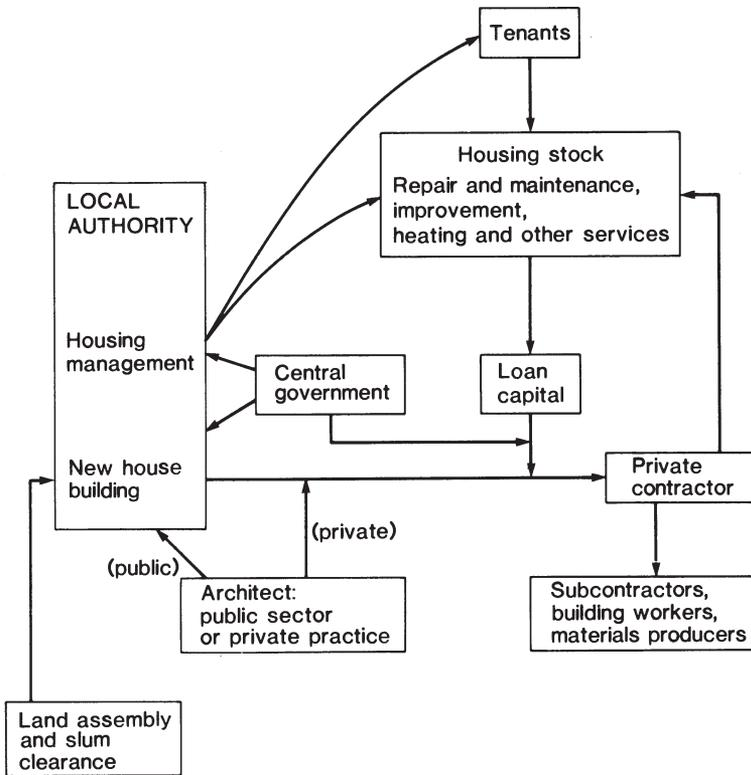 Tenants
Housing stock
Repair and maintenance,
improvement,
heating and other services
LOCAL
AUTHORITY
Housing
management
Central
government
Loan
capital
New house
building
Private
contractor
(private)
(public)
Architect:
public sector
or private practice
Subcontractors,
building workers,
materials producers
Land assembly
and slum
clearance